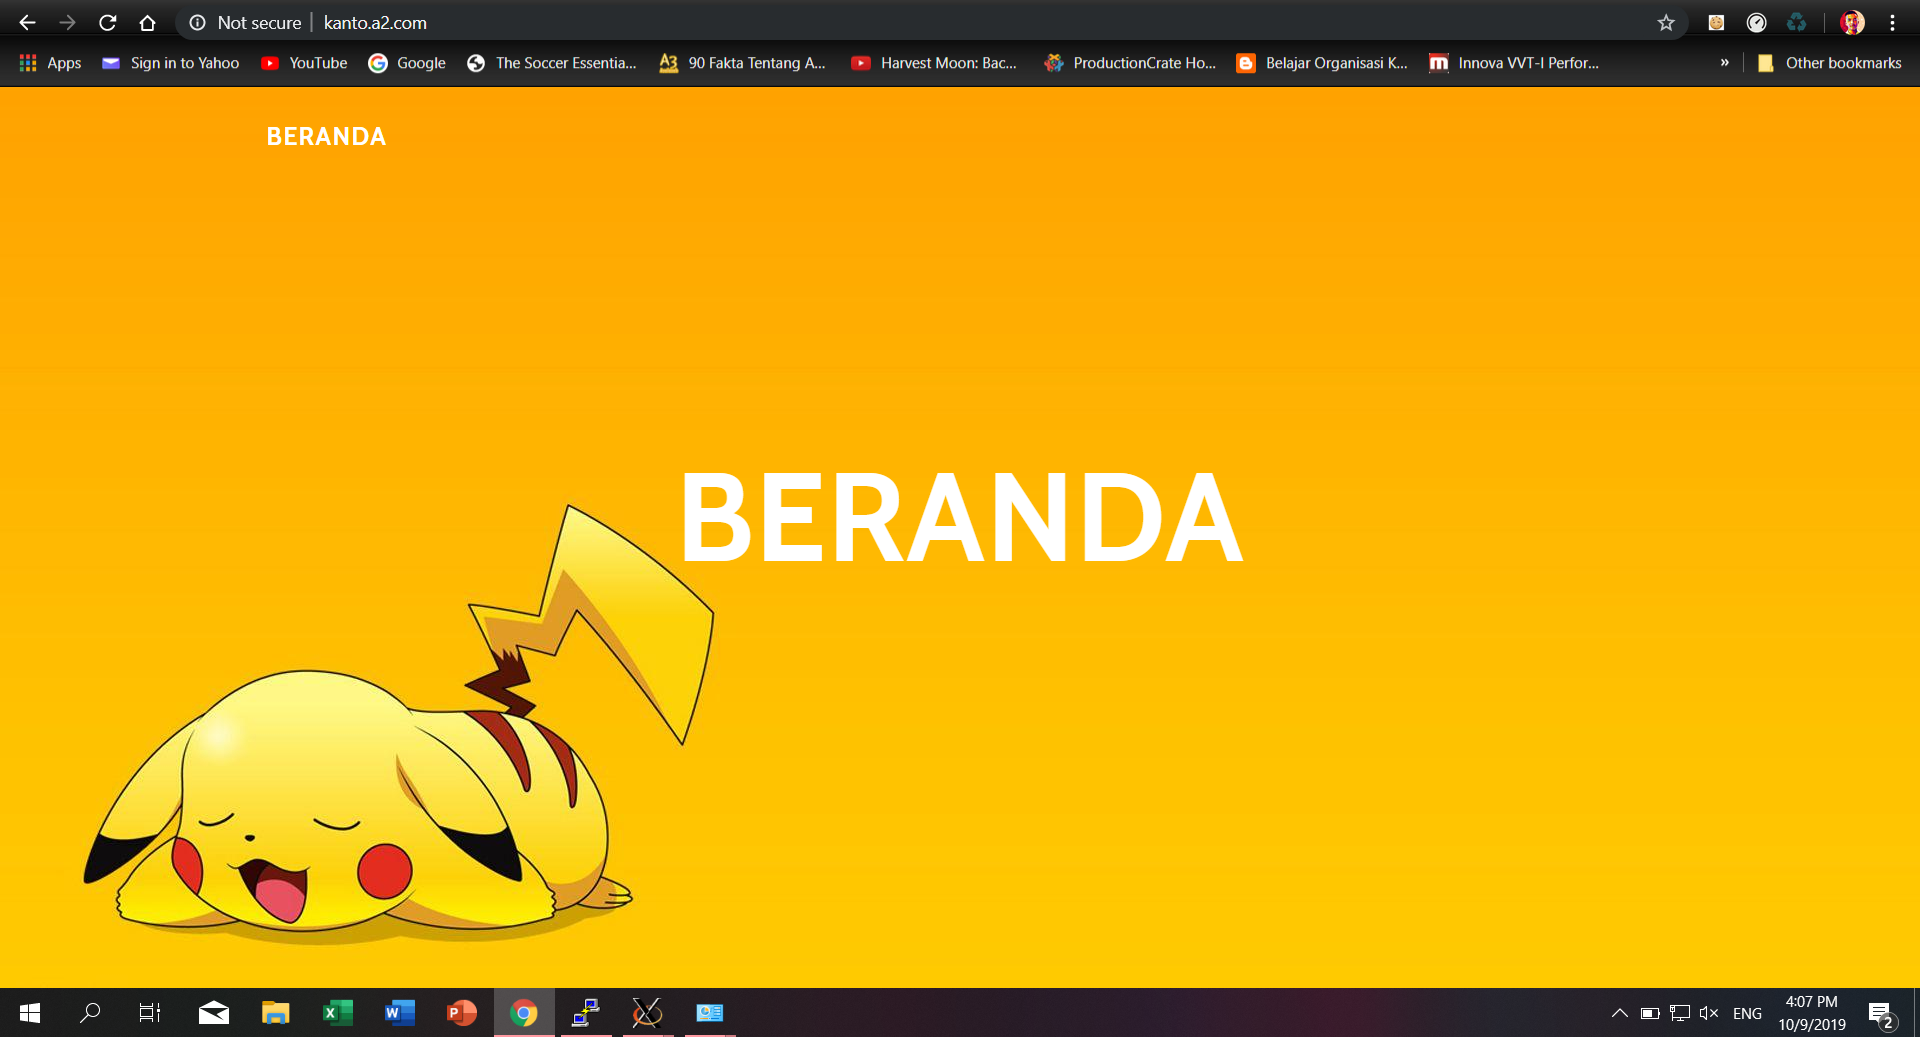 Not secure | kanto.a2.com
Apps Sign in to Yahoo YouTube Google The Soccer Essentia... 90 Fakta Tentang A... Harvest Moon: Bac... ProductionCrate Ho... Belajar Organisasi K... Innova VVT-I Perfor... » Other bookmarks
BERANDA
BERANDA
ENG
4:07 PM
10/9/2019
2